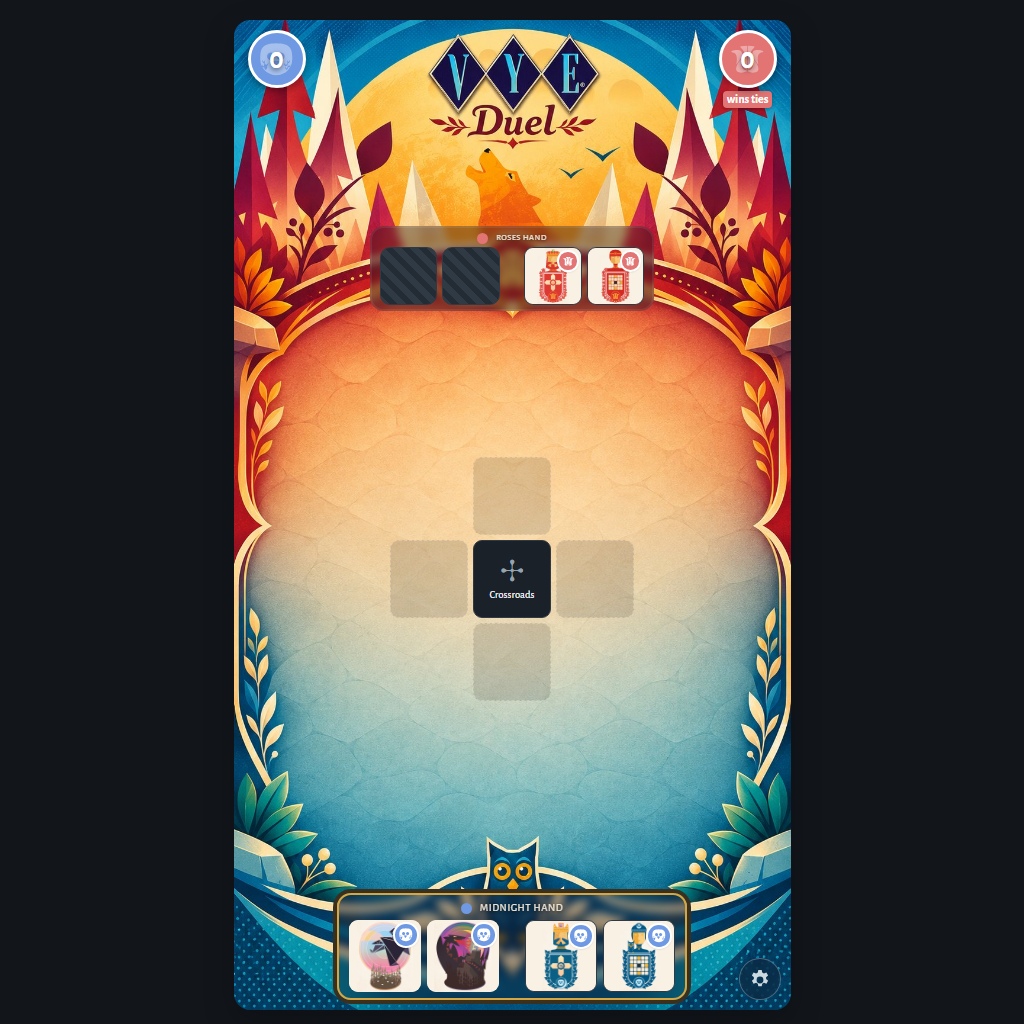 0
VYE®
Duel
0
wins ties
ROSES HAND
Crossroads
MIDNIGHT HAND